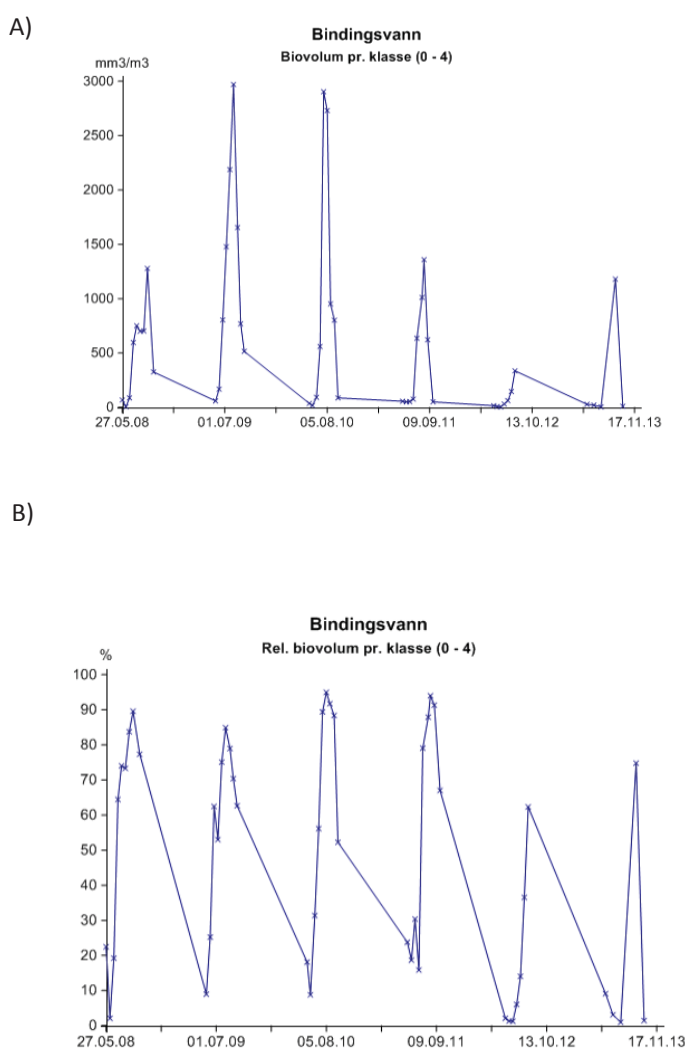 A)
Bindingsvann
Biovolum pr. klasse (0 - 4)
mm3/m3
3000
2500
2000
1500
1000
500
0
27.05.08 01.07.09 05.08.10 09.09.11 13.10.12 17.11.13
B)
Bindingsvann
Rel. biovolum pr. klasse (0 - 4)
%
100
90
80
70
60
50
40
30
20
10
0
27.05.08 01.07.09 05.08.10 09.09.11 13.10.12 17.11.13